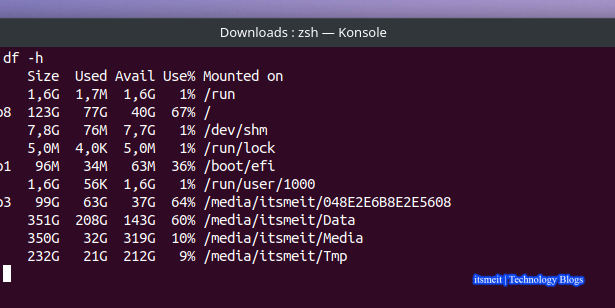 Downloads : zsh — Konsole
df -h
Size Used Avail Use% Mounted on
1,6G 1,7M 1,6G 1% /run
p8 123G 77G 40G 67% /
7,8G 76M 7,7G 1% /dev/shm
5,0M 4,0K 5,0M 1% /run/lock
p1 96M 34M 63M 36% /boot/efi
1,6G 56K 1,6G 1% /run/user/1000
p3 99G 63G 37G 64% /media/itsmeit/048E2E6B8E2E5608
351G 208G 143G 60% /media/itsmeit/Data
350G 32G 319G 10% /media/itsmeit/Media
232G 21G 212G 9% /media/itsmeit/Tmp
itsmeit | Technology Blogs